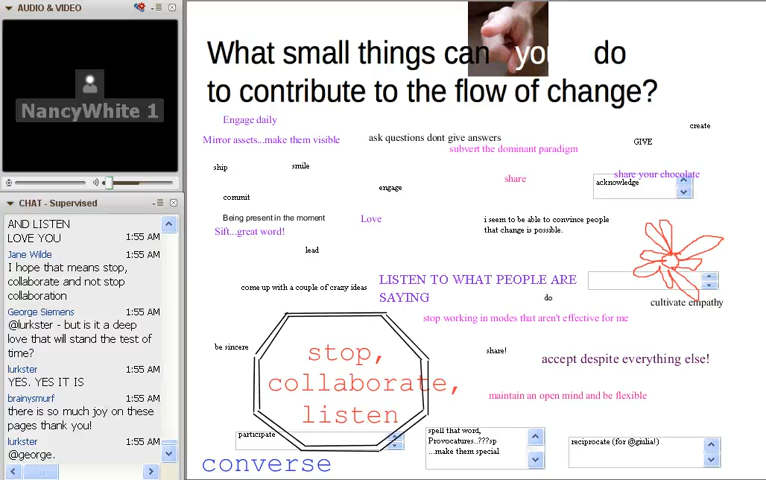 AUDIO & VIDEO
NancyWhite 1
CHAT - Supervised
AND LISTEN
LOVE YOU 1:55 AM
Jane Wilde 1:55 AM
I hope that means stop,
collaborate and not stop
collaboration
George Siemens 1:55 AM
@lurkster - but is it a deep
love that will stand the test of
time?
lurkster 1:55 AM
YES. YES IT IS
brainysmurf 1:55 AM
there is so much joy on these
pages thank you!
lurkster 1:55 AM
@george.
What small things can you do
to contribute to the flow of change?
Engage daily
create
Mirror assets...make them visible
ask questions dont give answers
GIVE
subvert the dominant paradigm
ship
smile
share
share your chocolate
acknowledge
engage
commit
Being present in the moment
Love
i seem to be able to convince people
that change is possible.
Sift...great word!
lead
LISTEN TO WHAT PEOPLE ARE
SAYING
come up with a couple of crazy ideas
do
cultivate empathy
stop working in modes that aren't effective for me
be sincere
share!
accept despite everything else!
stop,
collaborate,
listen
maintain an open mind and be flexible
participate
spell that word,
Provocatures..???sp
...make them special
reciprocate (for @giulia!)
converse